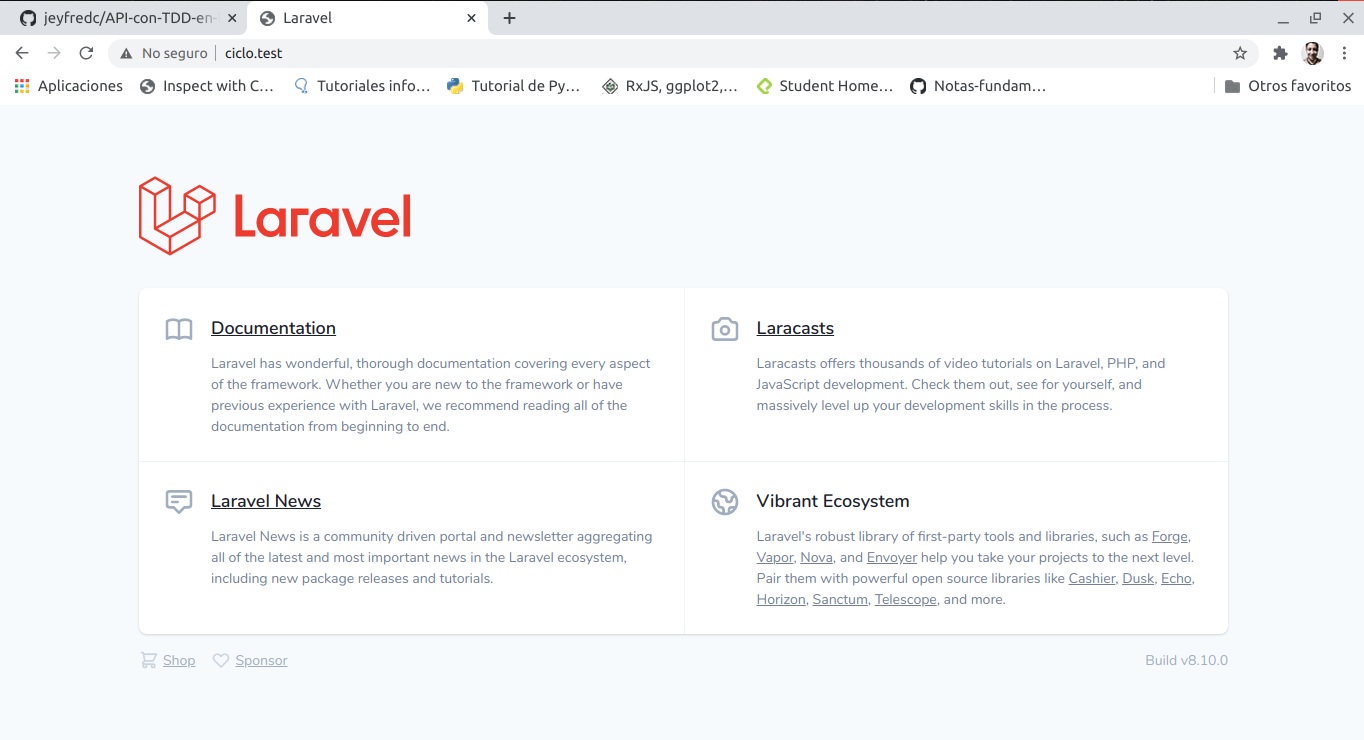 jeyfredc/API-con-TDD-en-
Laravel
No seguro
ciclo.test
Aplicaciones
Inspect with C...
Tutoriales info...
Tutorial de Py...
RxJS, ggplot2,...
Student Home...
Notas-fundam...
Otros favoritos
Laravel
Documentation
Laravel has wonderful, thorough documentation covering every aspect
of the framework. Whether you are new to the framework or have
previous experience with Laravel, we recommend reading all of the
documentation from beginning to end.
Laracasts
Laracasts offers thousands of video tutorials on Laravel, PHP, and
JavaScript development. Check them out, see for yourself, and
massively level up your development skills in the process.
Laravel News
Laravel News is a community driven portal and newsletter aggregating
all of the latest and most important news in the Laravel ecosystem,
including new package releases and tutorials.
Vibrant Ecosystem
Laravel's robust library of first-party tools and libraries, such as Forge,
Vapor, Nova, and Envoyer help you take your projects to the next level.
Pair them with powerful open source libraries like Cashier, Dusk, Echo,
Horizon, Sanctum, Telescope, and more.
Shop
Sponsor
Build v8.10.0